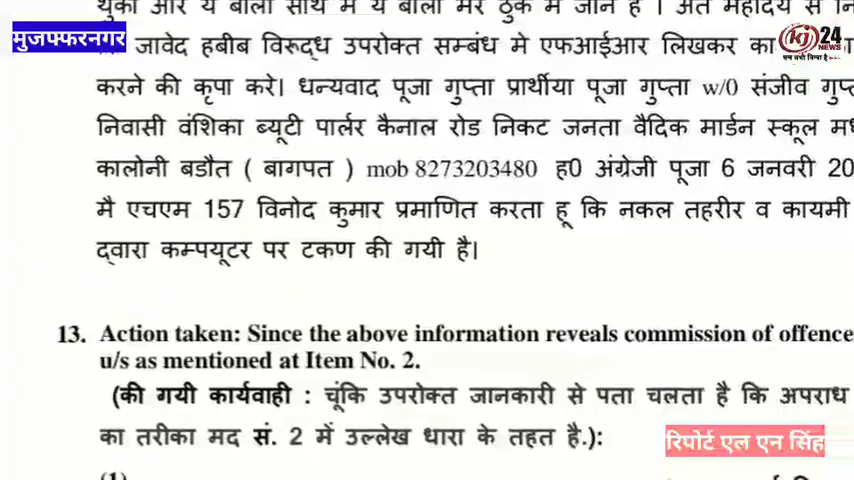 थुका और ये बोला साथ मे ये बोला मेरे ठुक मे जान है । अतं महोदय से नि
मुजफ्फरनगर
जावेद हबीब विरूद्ध उपरोक्त सम्बंध मे एफआईआर लिखकर का
24
NEWS
करने की कृपा करे। धन्यवाद पूजा गुप्ता प्रार्थीया पूजा गुप्ता w/0 संजीव गुप्त
निवासी वंशिका ब्यूटी पार्लर कैनाल रोड निकट जनता वैदिक मार्डन स्कूल मध
कालोनी बडौत ( बागपत ) mob 8273203480 ह0 अंग्रेजी पूजा 6 जनवरी 20
मै एचएम 157 विनोद कुमार प्रमाणित करता हू कि नकल तहरीर व कायमी
द्वारा कम्पयूटर पर टकण की गयी है।
13. Action taken: Since the above information reveals commission of offence
u/s as mentioned at Item No. 2.
(की गयी कार्यवाही : चूंकि उपरोक्त जानकारी से पता चलता है कि अपराध
का तरीका मद सं. 2 में उल्लेख धारा के तहत है.):
रिपोर्ट एल एन सिंह
(1)